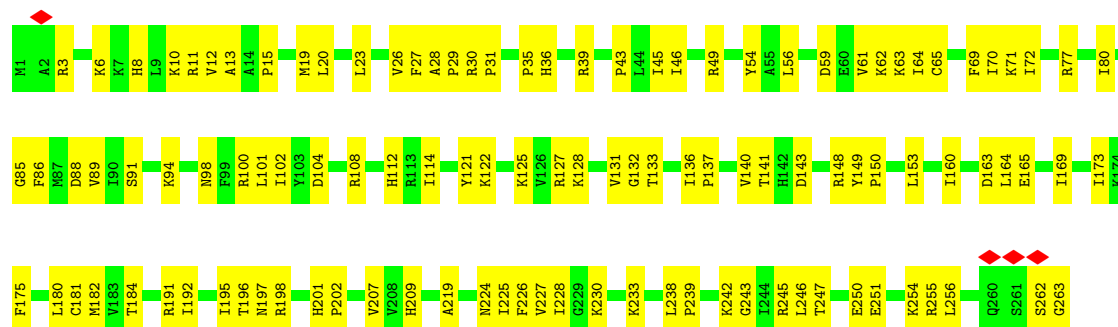 M1 A2 R3 K6 K7 H8 L9 K10 R11 V12 A13 A14 P15 M19 L20 L23 V26 F27 A28 P29 R30 P31 P35 H36 R39 P43 L44 I45 I46 R49 Y54 A55 L56 D59 E60 V61 K62 K63 I64 C65 F69 I70 K71 I72 R77 I80
G85 F86 M87 D88 V89 I90 S91 K94 N98 F99 R100 L101 I102 Y103 D104 R108 H112 R113 I114 Y121 K122 K125 V126 R127 K128 V131 G132 T133 I136 P137 V140 T141 H142 D143 R148 Y149 P150 L153 I160 D163 L164 E165 I169 I173 K174
F175 L180 C181 M182 V183 T184 R191 I192 I195 T196 N197 R198 H201 P202 V207 V208 H209 A219 N224 I225 F226 V227 I228 G229 K230 K233 L238 P239 K242 G243 I244 R245 L246 T247 E250 E251 K254 R255 L256 Q260 S261 S262 G263